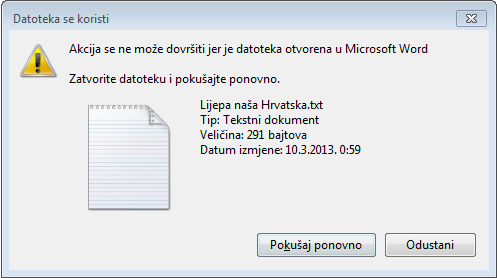 Datoteka se koristi
Akcija se ne može dovršiti jer je datoteka otvorena u Microsoft Word
Zatvorite datoteku i pokušajte ponovno.
Lijepa naša Hrvatska.txt
Tip: Tekstni dokument
Veličina: 291 bajtova
Datum izmjene: 10.3.2013. 0:59
Pokušaj ponovno
Odustani